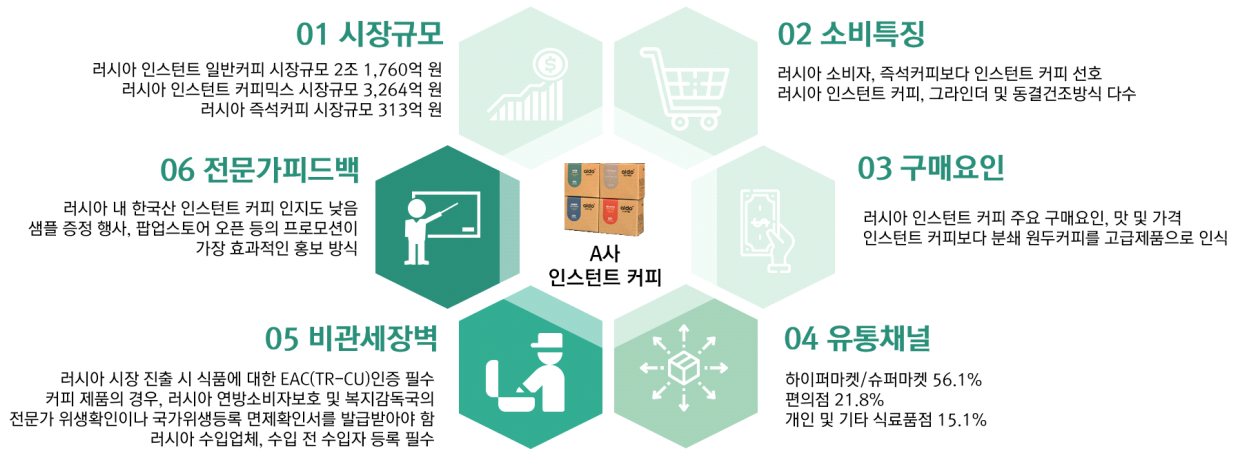 01 시장규모
러시아 인스턴트 일반커피 시장규모 2조 1,760억 원
러시아 인스턴트 커피믹스 시장규모 3,264억 원
러시아 즉석커피 시장규모 313억 원
02 소비특징
러시아 소비자, 즉석커피보다 인스턴트 커피 선호
러시아 인스턴트 커피, 그라인더 및 동결건조방식 다수
03 구매요인
러시아 인스턴트 커피 주요 구매요인, 맛 및 가격
인스턴트 커피보다 분쇄 원두커피를 고급제품으로 인식
04 유통채널
하이퍼마켓/슈퍼마켓 56.1%
편의점 21.8%
개인 및 기타 식료품점 15.1%
05 비관세장벽
러시아 시장 진출 시 식품에 대한 EAC(TR-CU)인증 필수
커피 제품의 경우, 러시아 연방소비자보호 및 복지감독국의
전문가 위생확인이나 국가위생등록 면제확인서를 발급받아야 함
러시아 수입업체, 수입 전 수입자 등록 필수
06 전문가피드백
러시아 내 한국산 인스턴트 커피 인지도 낮음
샘플 증정 행사, 팝업스토어 오픈 등의 프로모션이
가장 효과적인 홍보 방식
A사
인스턴트 커피